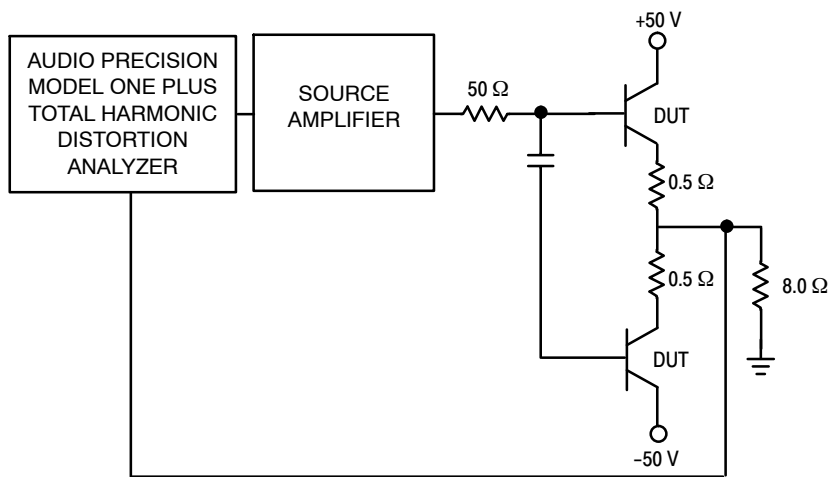 AUDIO PRECISION
MODEL ONE PLUS
TOTAL HARMONIC
DISTORTION
ANALYZER
SOURCE
AMPLIFIER
50 Ω
+50 V
DUT
0.5 Ω
0.5 Ω
8.0 Ω
DUT
−50 V